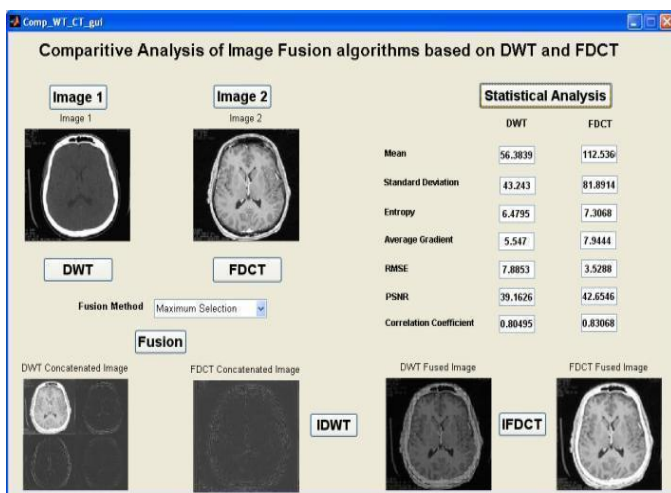 Comp_WT_CT_gui
Comparitive Analysis of Image Fusion algorithms based on DWT and FDCT
Image 1
Image 2
Statistical Analysis
Image 1
Image 2
DWT
FDCT
Mean
56.3839
112.536
Standard Deviation
43.243
81.8914
Entropy
6.4795
7.3068
Average Gradient
5.547
7.9444
RMSE
7.8853
3.5288
PSNR
39.1626
42.6546
Correlation Coefficient
0.80495
0.83068
DWT
FDCT
Fusion Method
Maximum Selection
Fusion
DWT Concatenated Image
FDCT Concatenated Image
DWT Fused Image
FDCT Fused Image
IDWT
IFDCT